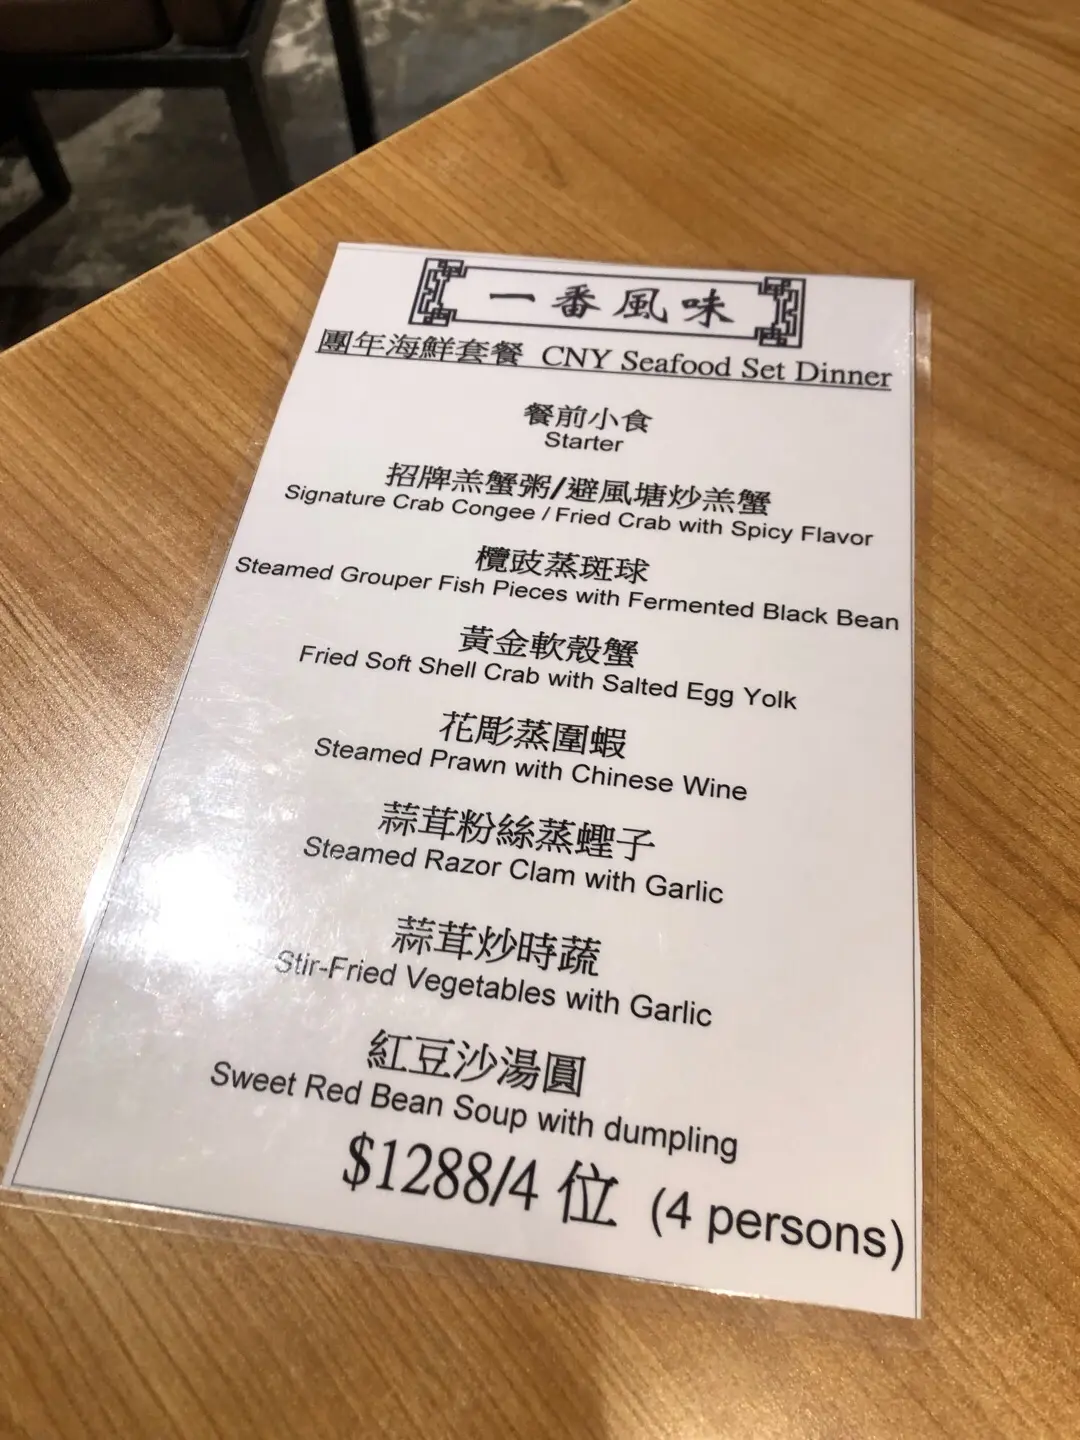 一番風味
團年海鮮套餐 CNY Seafood Set Dinner
餐前小食
Starter
招牌羔蟹粥/避風塘炒羔蟹
Signature Crab Congee / Fried Crab with Spicy Flavor
欖豉蒸斑球
Steamed Grouper Fish Pieces with Fermented Black Bean
黃金軟殼蟹
Fried Soft Shell Crab with Salted Egg Yolk
花彫蒸圍蝦
Steamed Prawn with Chinese Wine
蒜茸粉絲蒸蟶子
Steamed Razor Clam with Garlic
蒜茸炒時蔬
Stir-Fried Vegetables with Garlic
紅豆沙湯圓
Sweet Red Bean Soup with dumpling
$1288/4 位 (4 persons)